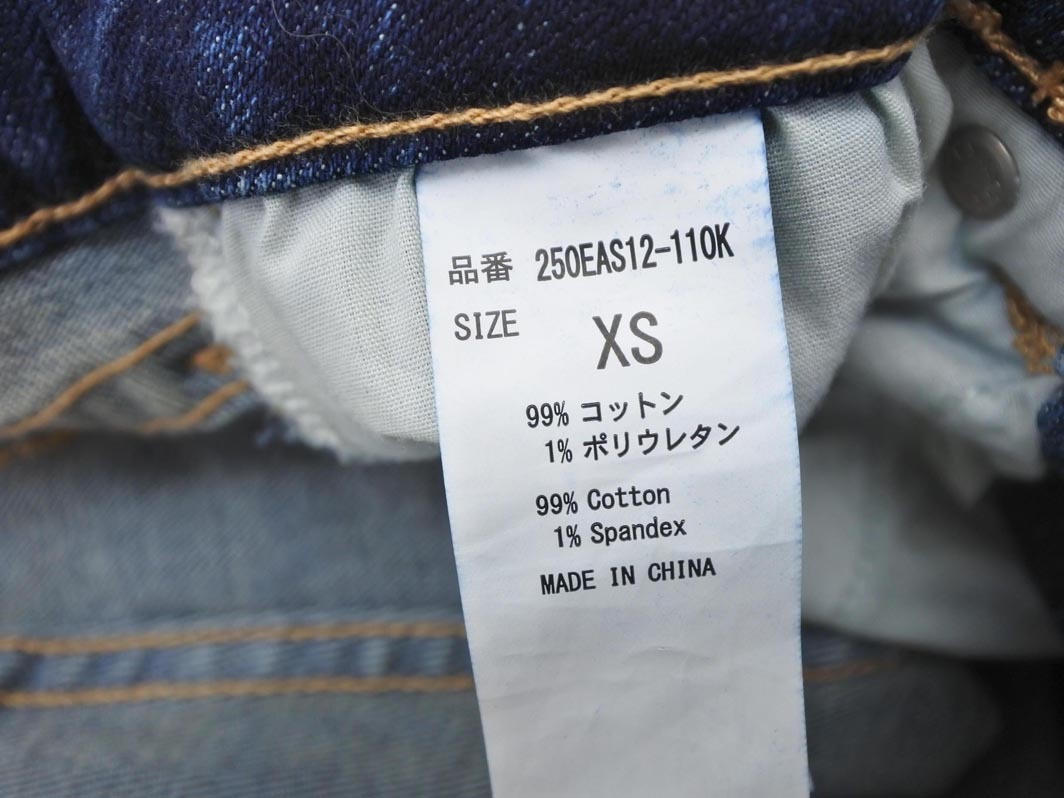 品番 250EAS12-110K
SIZE XS
99% コットン
1% ポリウレタン
99% Cotton
1% Spandex
MADE IN CHINA